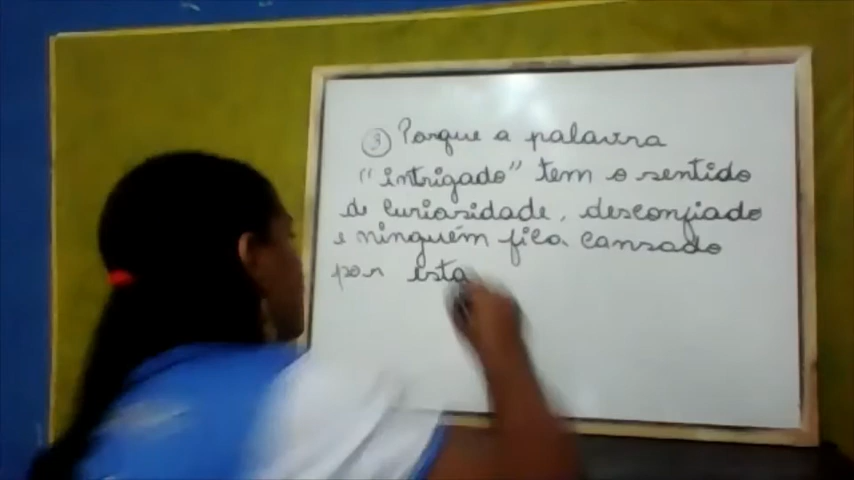 ③ Porque a palavra
"intrigado" tem o sentido
de curiosidade, desconfiado
e ninguém fica cansado
por esta